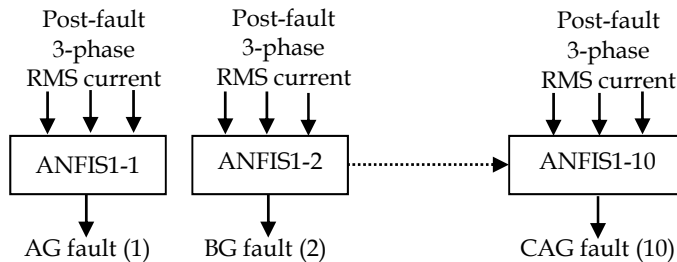 Post-fault
3-phase
RMS current
ANFIS1-1
AG fault (1)
Post-fault
3-phase
RMS current
ANFIS1-2
BG fault (2)
Post-fault
3-phase
RMS current
ANFIS1-10
CAG fault (10)